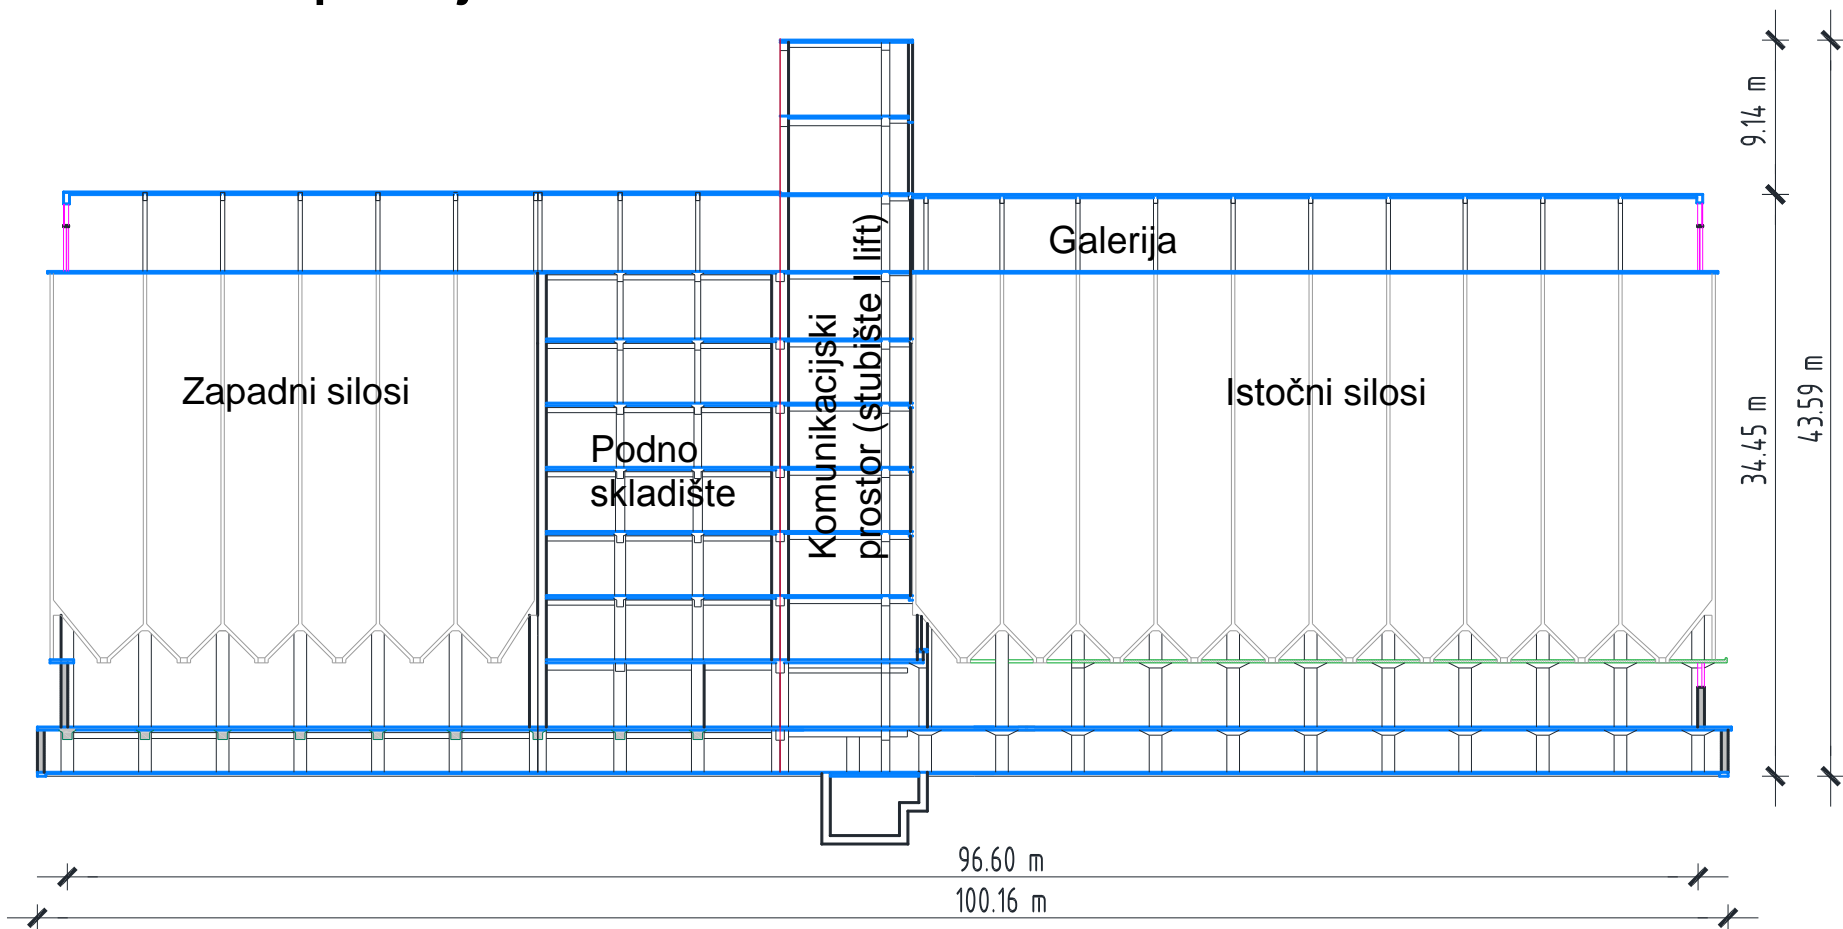 9.14 m
Galerija
Zapadni silosi
Komunikacijski
prostor (stubište I lift)
Istočni silosi
Podno
skladište
34.45 m
43.59 m
96.60 m
100.16 m